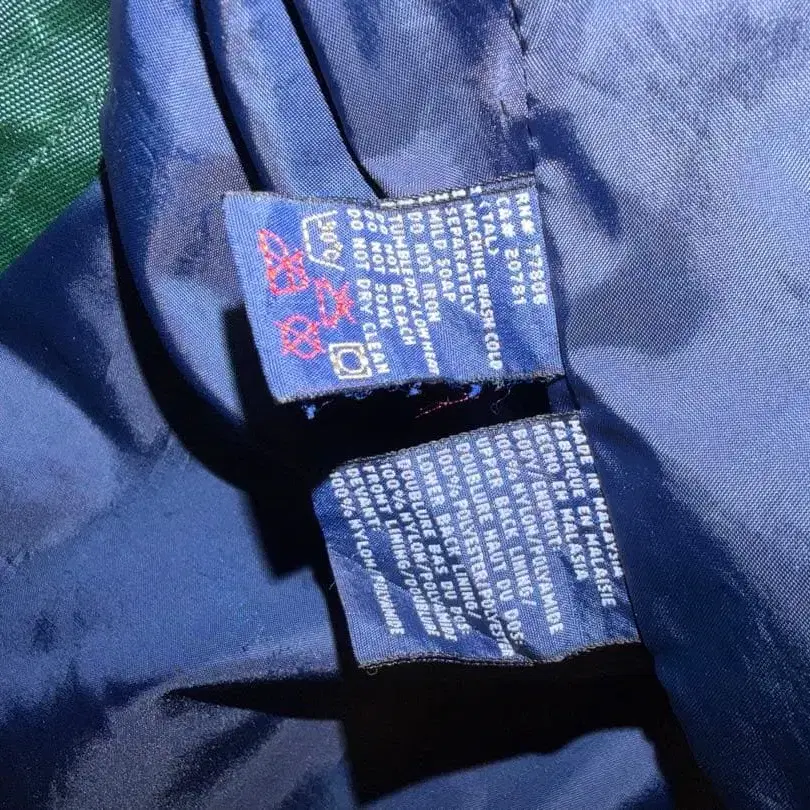 RN# 77806
CA# 20781
(TAL)
MACHINE WASH COLD
SEPARATELY
MILD SOAP
DO NOT IRON
TUMBLE DRY LOW HEAT
DO NOT BLEACH
DO NOT SOAK
DO NOT DRY CLEAN
30°C
MADE IN MALAYSIA
FABRIQUE EN MALAISIE
HECHO EN MALASIA
BODY/ENDROIT
100% NYLON/POLYAMIDE
UPPER BACK LINING/
DOUBLURE HAUT DU DOS:
100% POLYESTER/POLYESTER
LOWER BACK LINING/
DOUBLURE BAS DU DOS
100% NYLON/POLYAMIDE
FRONT LINING/DOUBLURE
DEVANT:
100% NYLON/POLYAMIDE